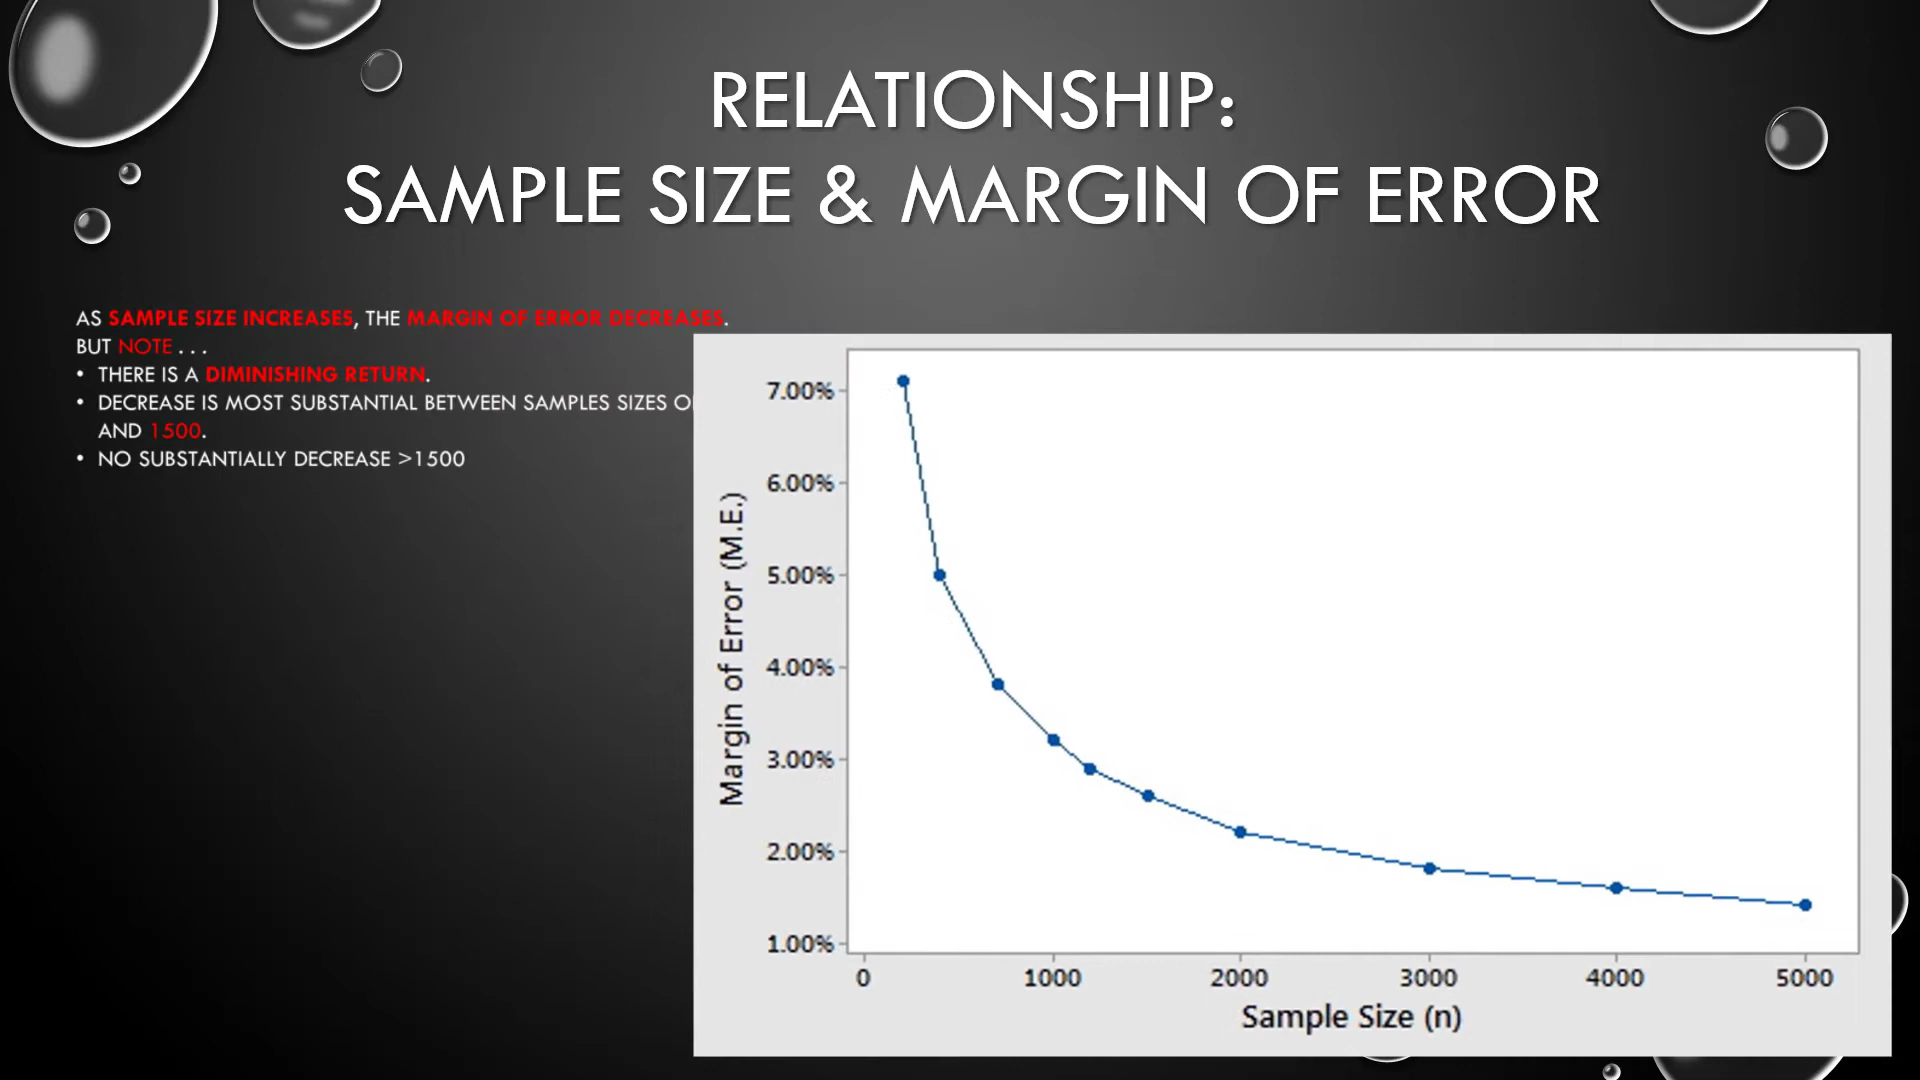 RELATIONSHIP:
SAMPLE SIZE & MARGIN OF ERROR
AS SAMPLE SIZE INCREASES, THE MARGIN OF ERROR DECREASES.
BUT NOTE . . .
• THERE IS A DIMINISHING RETURN.
• DECREASE IS MOST SUBSTANTIAL BETWEEN SAMPLES SIZES
AND 1500.
• NO SUBSTANTIALLY DECREASE >1500
Margin of Error (M.E.)
7.00%
6.00%
5.00%
4.00%
3.00%
2.00%
1.00%
0 1000 2000 3000 4000 5000
Sample Size (n)